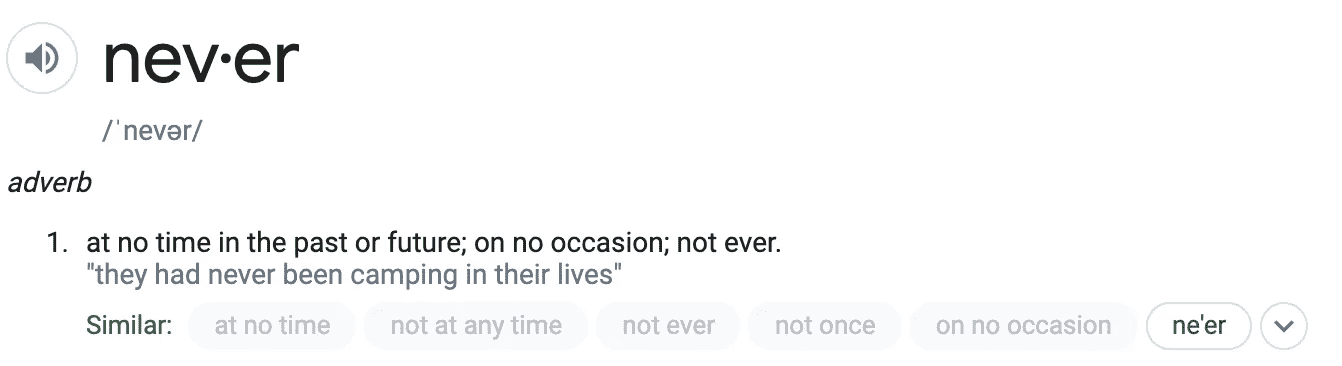 nev·er
/ˈnevər/
adverb
1. at no time in the past or future; on no occasion; not ever.
"they had never been camping in their lives"
Similar: at no time not at any time not ever not once on no occasion ne'er